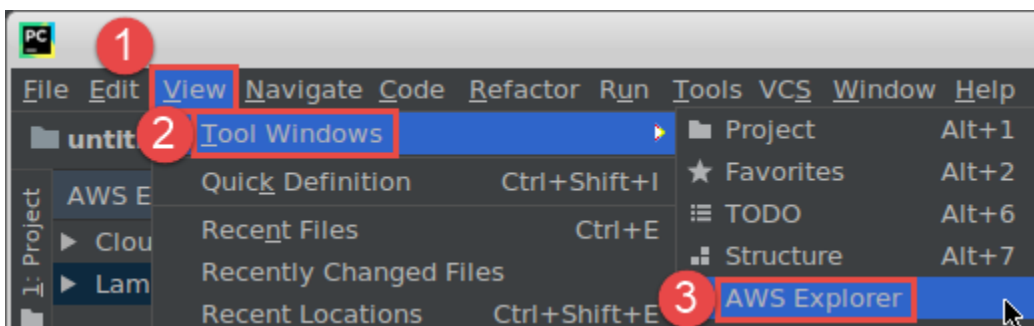 PC
1
File Edit View Navigate Code Refactor Run Tools VCS Window Help
untit
2 Tool Windows
Project Alt+1
Quick Definition Ctrl+Shift+I
Favorites Alt+2
AWS E
TODO Alt+6
Clou
Recent Files Ctrl+E
Structure Alt+7
Lam
Recently Changed Files
3 AWS Explorer
Recent Locations Ctrl+Shift+E
1: Project